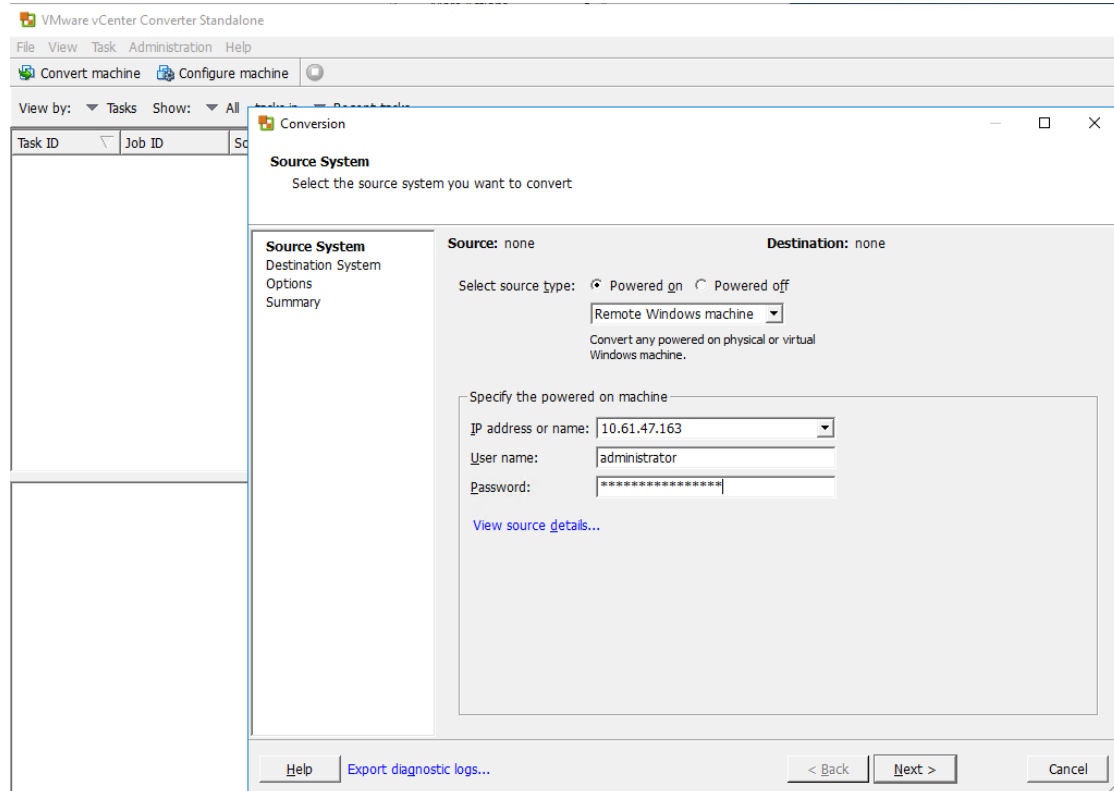 VMware vCenter Converter Standalone
File View Task Administration Help
Convert machine Configure machine
View by: Tasks Show: All tasks in Recent tasks
Task ID Job ID
Conversion
Source System
Select the source system you want to convert
Source System
Destination System
Options
Summary
Source: none Destination: none
Select source type: Powered on Powered off
Remote Windows machine
Convert any powered on physical or virtual
Windows machine.
Specify the powered on machine
IP address or name: 10.61.47.163
User name: administrator
Password: ****************
View source details...
Help Export diagnostic logs... < Back Next > Cancel